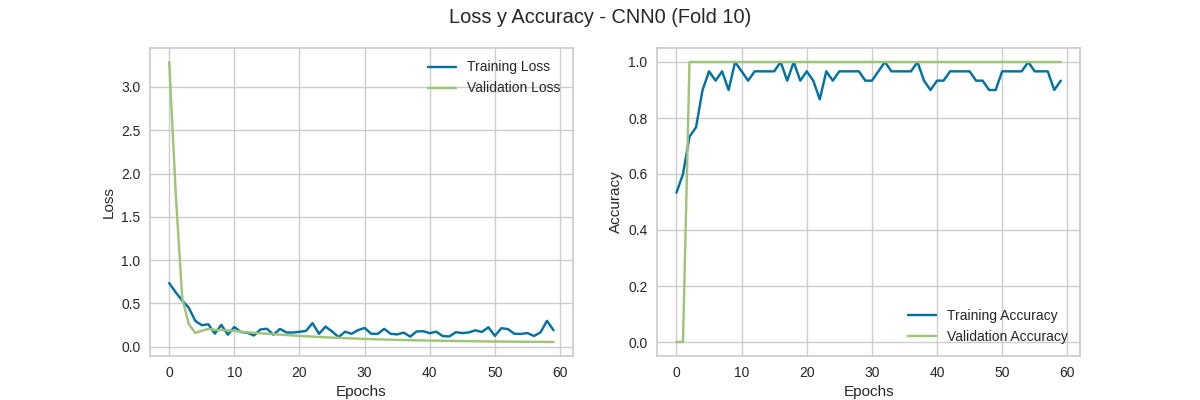 Loss y Accuracy - CNN0 (Fold 10)
Training Loss
Validation Loss
3.0
2.5
2.0
1.5
1.0
0.5
0.0
Loss
0 10 20 30 40 50 60
Epochs
1.0
0.8
0.6
0.4
0.2
0.0
Accuracy
Training Accuracy
Validation Accuracy
0 10 20 30 40 50 60
Epochs